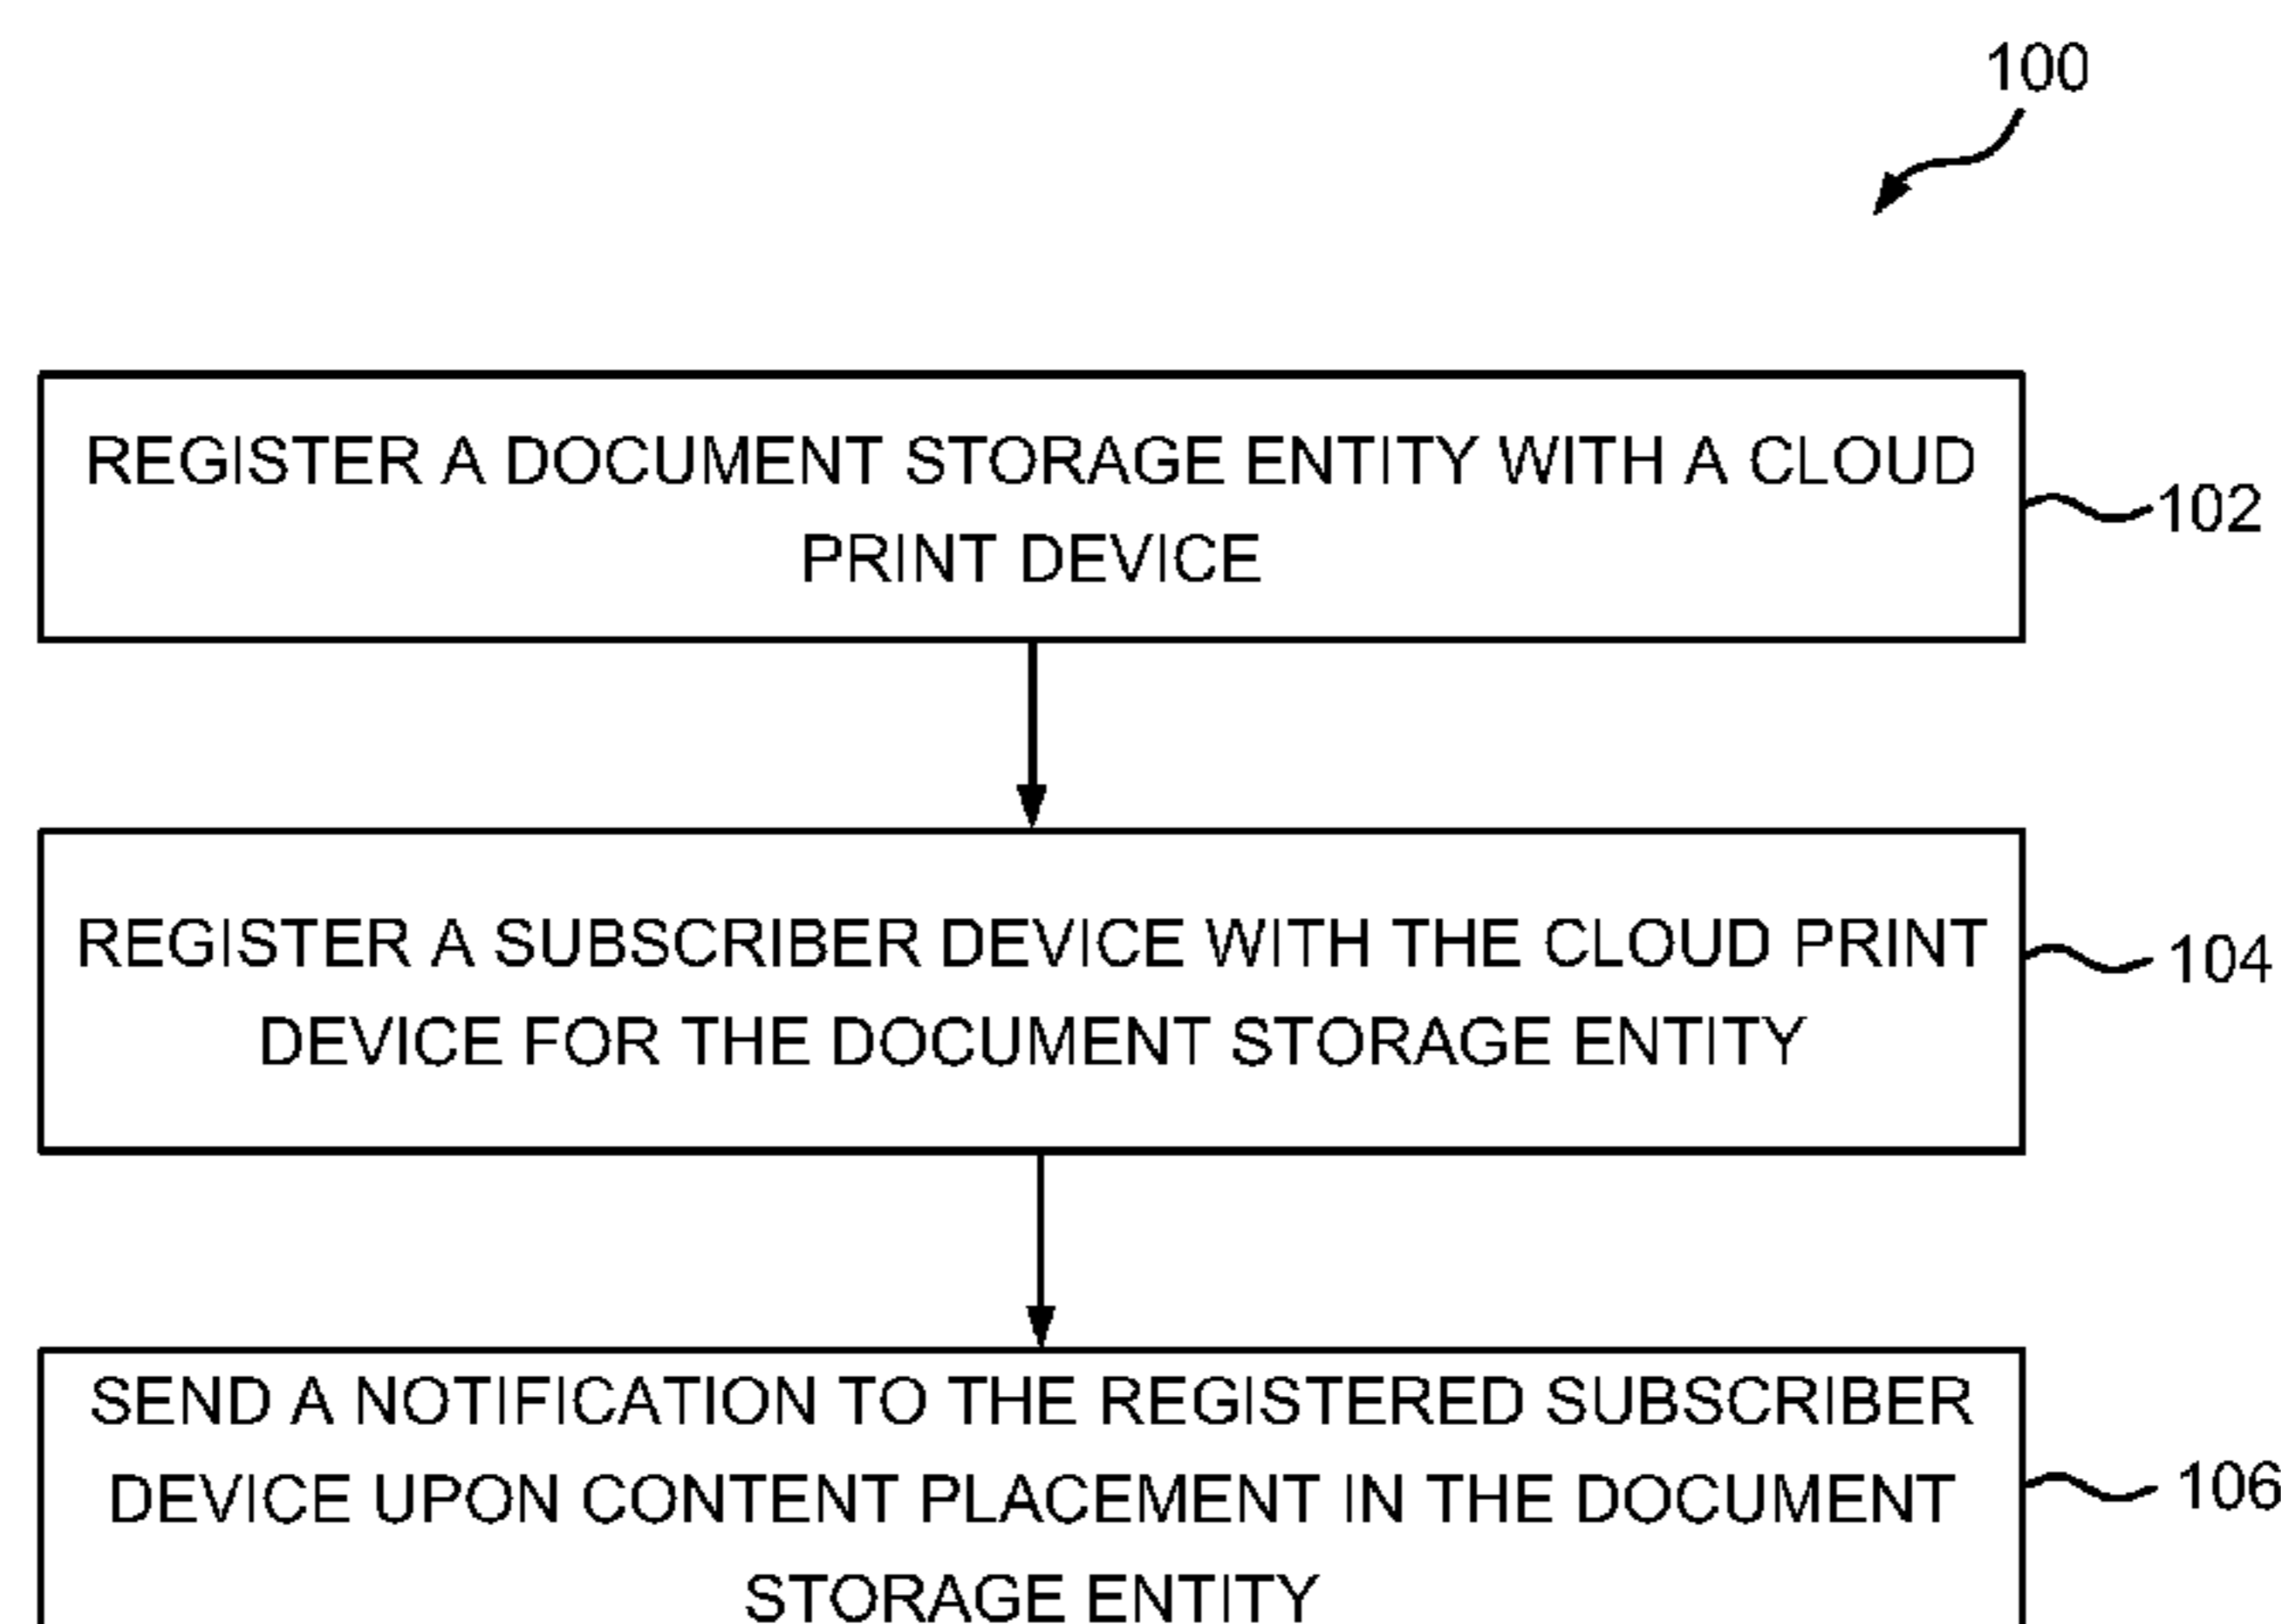 100
REGISTER A DOCUMENT STORAGE ENTITY WITH A CLOUD
PRINT DEVICE
102
REGISTER A SUBSCRIBER DEVICE WITH THE CLOUD PRINT
DEVICE FOR THE DOCUMENT STORAGE ENTITY
104
SEND A NOTIFICATION TO THE REGISTERED SUBSCRIBER
DEVICE UPON CONTENT PLACEMENT IN THE DOCUMENT
STORAGE ENTITY
106